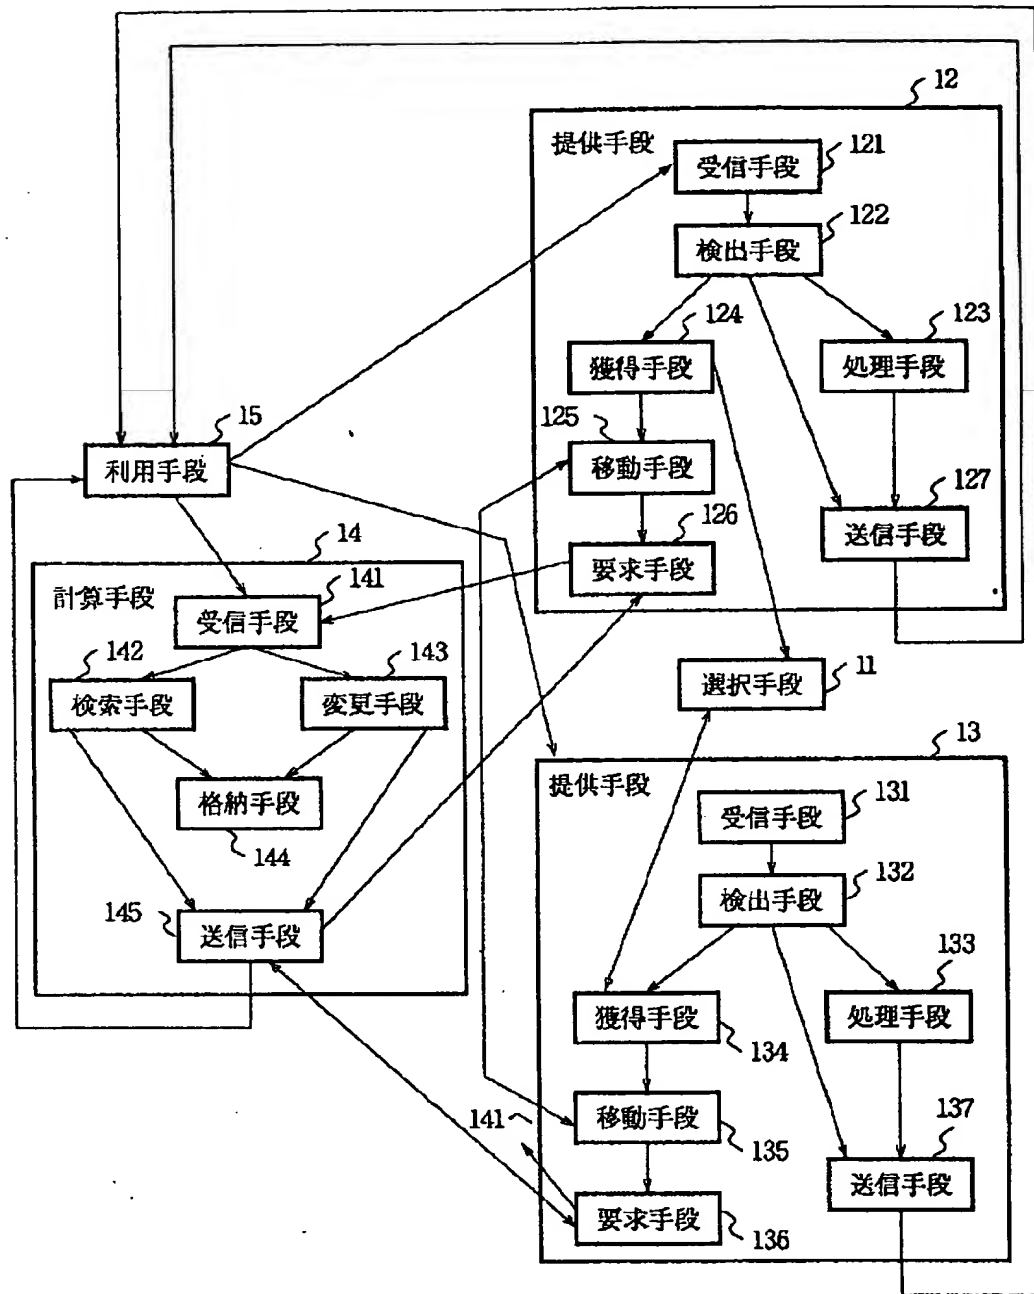 12
提供手段
121
受信手段
122
検出手段
124
123
獲得手段
処理手段
15
125
利用手段
移動手段
127
126
送信手段
要求手段
14
計算手段
141
受信手段
142
143
検索手段
変更手段
選択手段
11
格納手段
144
145
送信手段
13
提供手段
131
受信手段
132
検出手段
133
獲得手段
処理手段
134
141
移動手段
135
137
送信手段
要求手段
136